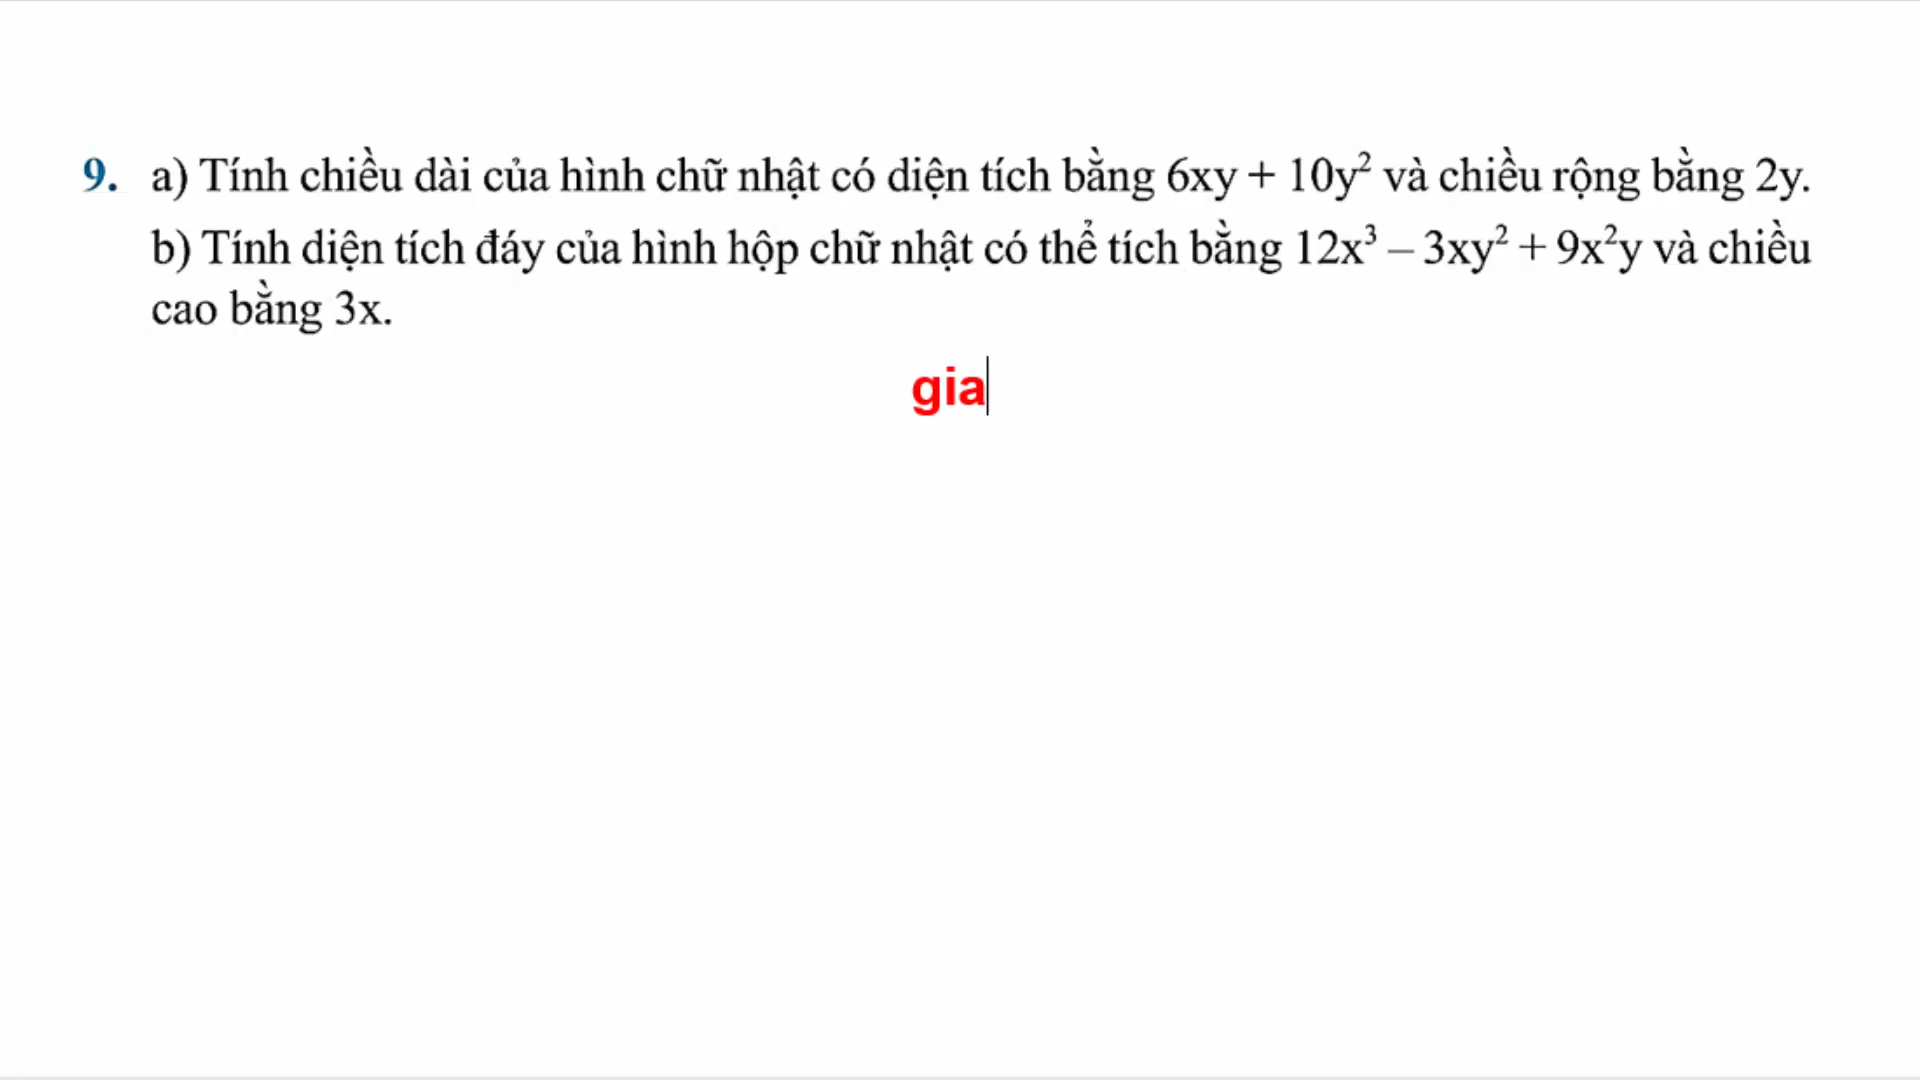 9. a) Tính chiều dài của hình chữ nhật có diện tích bằng 6xy + 10y² và chiều rộng bằng 2y.
b) Tính diện tích đáy của hình hộp chữ nhật có thể tích bằng 12x³ – 3xy² + 9x²y và chiều
cao bằng 3x.
gia